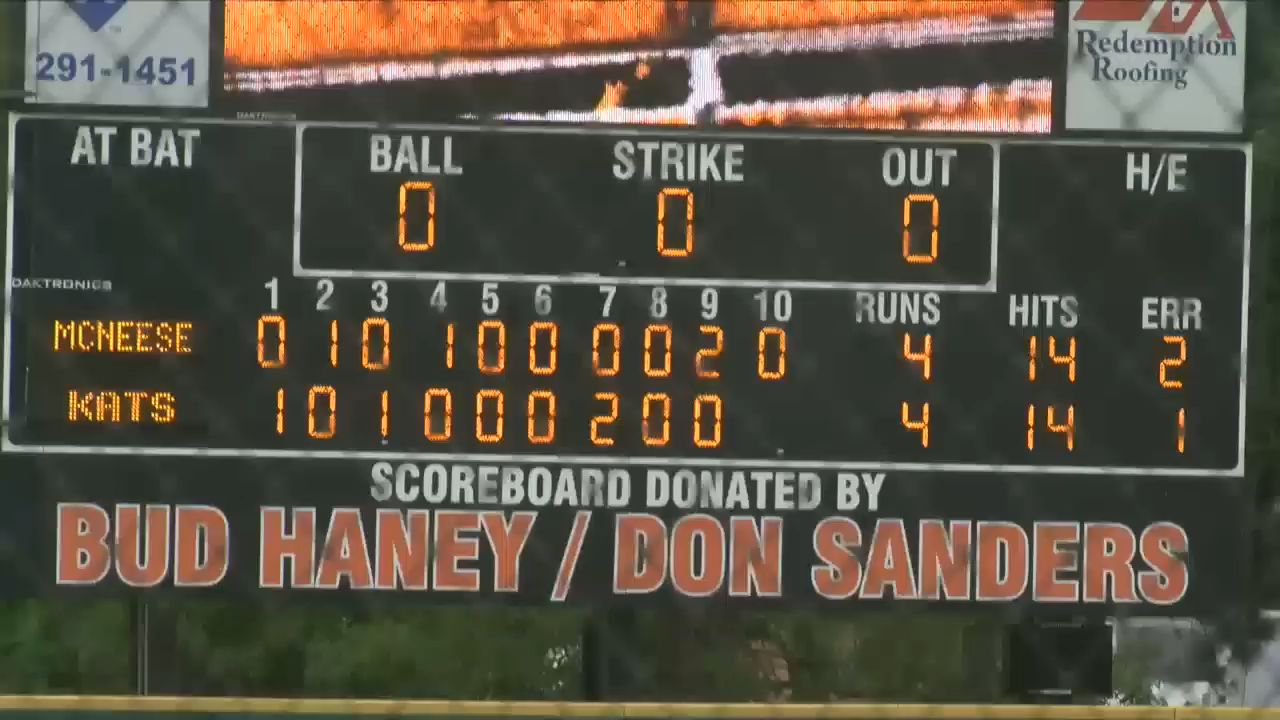 291-1451
Redemption
Roofing
DAKTRONICS
AT BAT BALL STRIKE OUT H/E
0 0 0
DAKTRONICS
1 2 3 4 5 6 7 8 9 10 RUNS HITS ERR
MCNEESE 0 1 0 1 0 0 0 0 2 0 4 14 2
KATS 1 0 1 0 0 0 2 0 0 4 14 1
SCOREBOARD DONATED BY
BUD HANEY / DON SANDERS